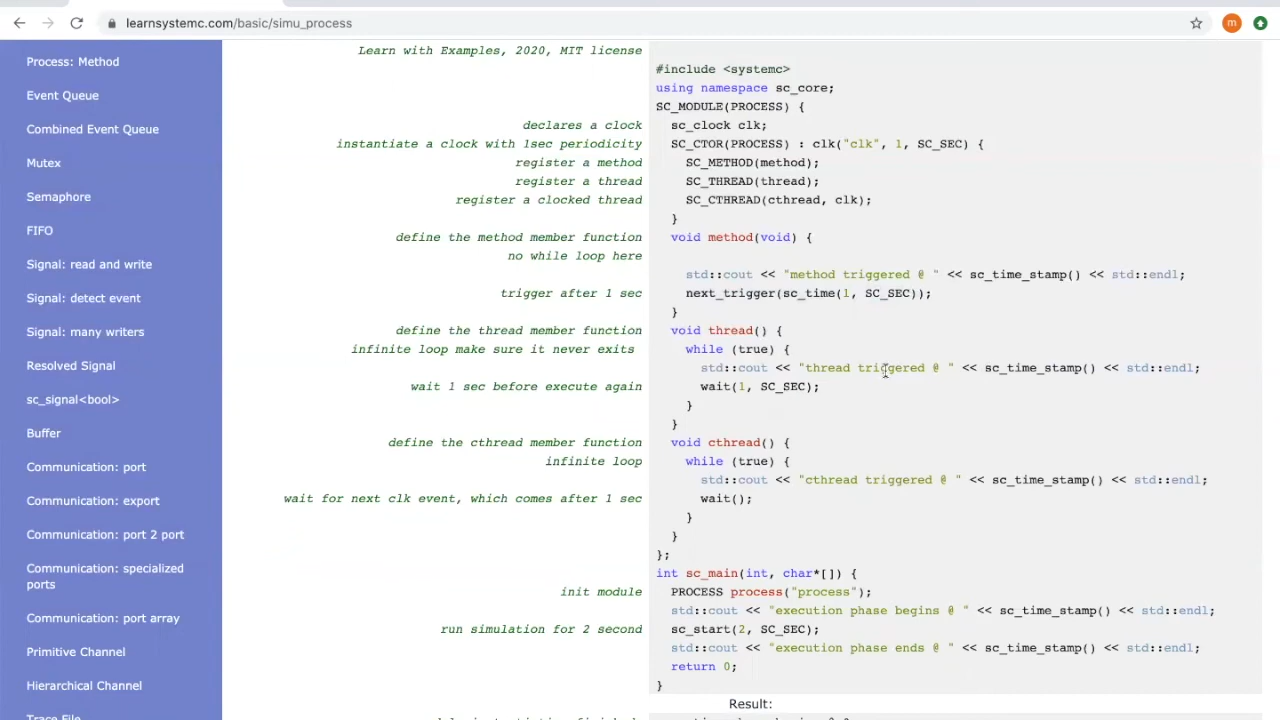 learnsystemc.com/basic/simu_process
m
Process: Method
Event Queue
Combined Event Queue
Mutex
Semaphore
FIFO
Signal: read and write
Signal: detect event
Signal: many writers
Resolved Signal
sc_signal<bool>
Buffer
Communication: port
Communication: export
Communication: port 2 port
Communication: specialized
ports
Communication: port array
Primitive Channel
Hierarchical Channel
Trace File
Learn with Examples, 2020, MIT license
#include <systemc>
using namespace sc_core;
SC_MODULE(PROCESS) {
declares a clock sc_clock clk;
instantiate a clock with 1sec periodicity SC_CTOR(PROCESS) : clk("clk", 1, SC_SEC) {
register a method SC_METHOD(method);
register a thread SC_THREAD(thread);
register a clocked thread SC_CTHREAD(cthread, clk);
}
define the method member function void method(void) {
no while loop here
std::cout << "method triggered @ " << sc_time_stamp() << std::endl;
trigger after 1 sec next_trigger(sc_time(1, SC_SEC));
}
define the thread member function void thread() {
infinite loop make sure it never exits while (true) {
std::cout << "thread triggered @ " << sc_time_stamp() << std::endl;
wait 1 sec before execute again wait(1, SC_SEC);
}
}
define the cthread member function void cthread() {
infinite loop while (true) {
std::cout << "cthread triggered @ " << sc_time_stamp() << std::endl;
wait for next clk event, which comes after 1 sec wait();
}
}
};
int sc_main(int, char*[]) {
init module PROCESS process("process");
std::cout << "execution phase begins @ " << sc_time_stamp() << std::endl;
run simulation for 2 second sc_start(2, SC_SEC);
std::cout << "execution phase ends @ " << sc_time_stamp() << std::endl;
return 0;
}
Result: